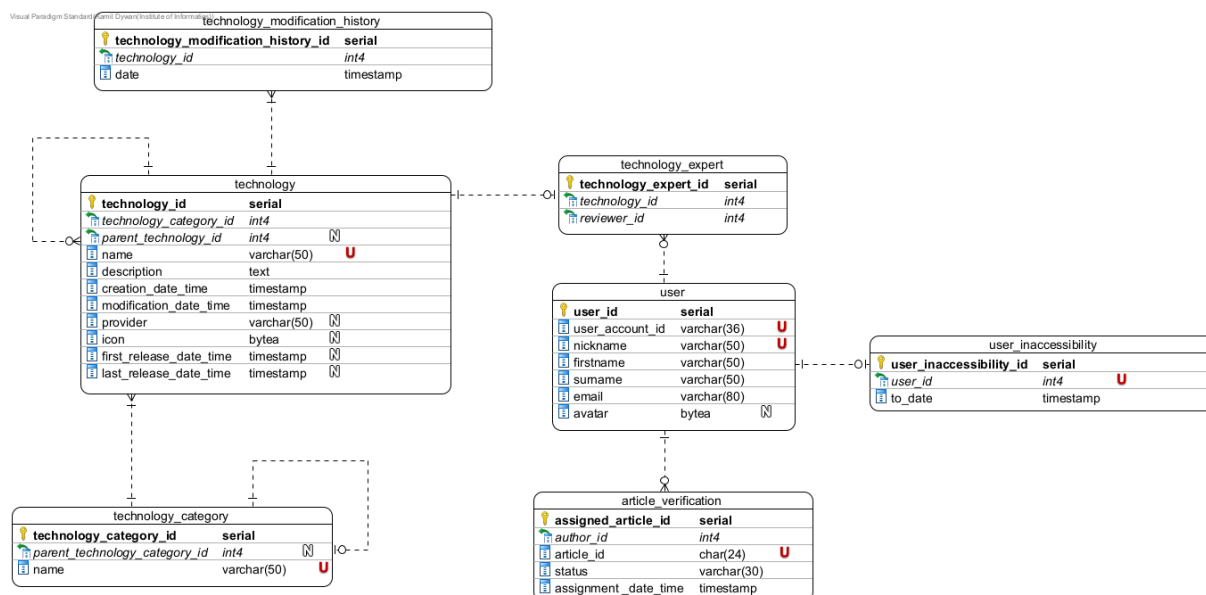 Visual Paradigm Standard(Kamil Dywan(Institute of Informatics))
technology_modification_history
technology_modification_history_id serial
technology_id int4
date timestamp
technology
technology_id serial
technology_category_id int4
parent_technology_id int4 N
name varchar(50) U
description text
creation_date_time timestamp
modification_date_time timestamp
provider varchar(50) N
icon bytea N
first_release_date_time timestamp N
last_release_date_time timestamp N
technology_expert
technology_expert_id serial
technology_id int4
reviewer_id int4
user
user_id serial
user_account_id varchar(36) U
nickname varchar(50) U
firstname varchar(50)
surname varchar(50)
email varchar(80)
avatar bytea N
user_inaccessibility
user_inaccessibility_id serial
user_id int4 U
to_date timestamp
technology_category
technology_category_id serial
parent_technology_category_id int4 N
name varchar(50) U
article_verification
assigned_article_id serial
author_id int4
article_id char(24) U
status varchar(30)
assignment _date_time timestamp